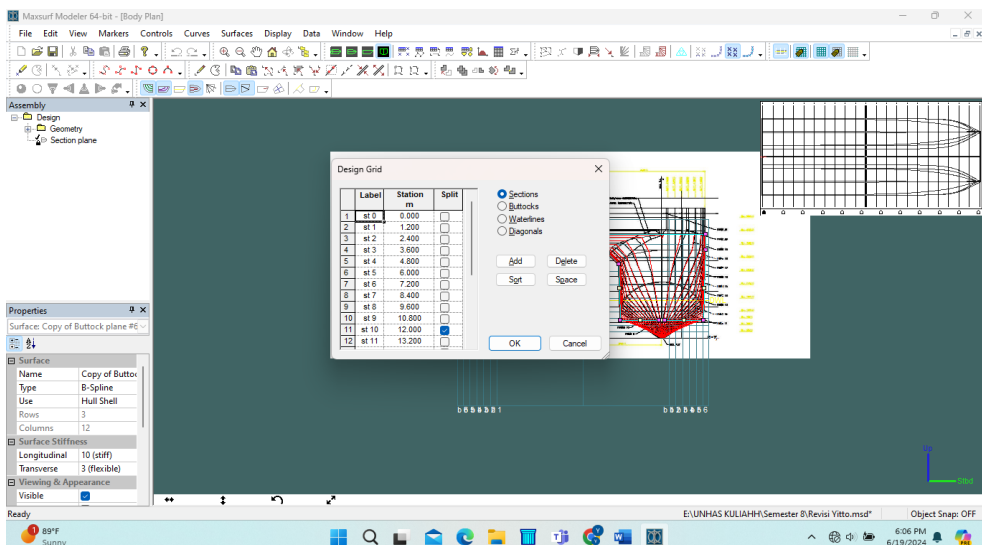 Maxsurf Modeler 64-bit - [Body Plan]
File Edit View Markers Controls Curves Surfaces Display Data Window Help
Assembly
Design
Geometry
Section plane
Design Grid
Label Station m Split
1 st 0 0.000
2 st 1 1.200
3 st 2 2.400
4 st 3 3.600
5 st 4 4.800
6 st 5 6.000
7 st 6 7.200
8 st 7 8.400
9 st 8 9.600
10 st 9 10.800
11 st 10 12.000
12 st 11 13.200
Sections
Buttocks
Waterlines
Diagonals
Add Delete
Sort Space
OK Cancel
Properties
Surface: Copy of Buttock plane #6
Surface
Name Copy of Buttoc
Type B-Spline
Use Hull Shell
Rows 3
Columns 12
Surface Stiffness
Longitudinal 10 (stiff)
Transverse 3 (flexible)
Viewing & Appearance
Visible
Up
Stbd
Ready
E:\UNHAS KULIAHH\Semester 8\Revisi Yitto.msd*
Object Snap: OFF
1
89°F
Sunny
6:06 PM
6/19/2024